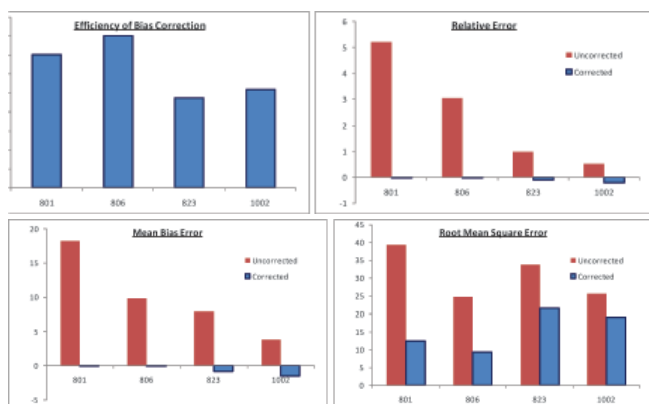 Efficiency of Bias Correction
801 806 823 1002
Relative Error
6
5
4
3
2
1
0
-1
Uncorrected
Corrected
801 806 823 1002
Mean Bias Error
20
15
10
5
0
-5
Uncorrected
Corrected
801 806 823 1002
Root Mean Square Error
45
40
35
30
25
20
15
10
5
0
Uncorrected
Corrected
801 806 823 1002